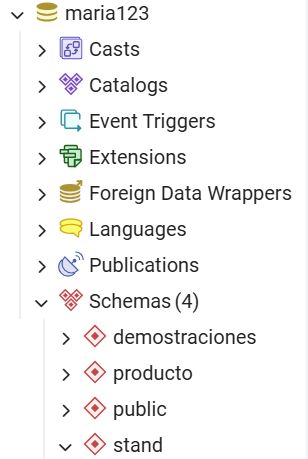 maria123
Casts
Catalogs
Event Triggers
Extensions
Foreign Data Wrappers
Languages
Publications
Schemas (4)
demostraciones
producto
public
stand